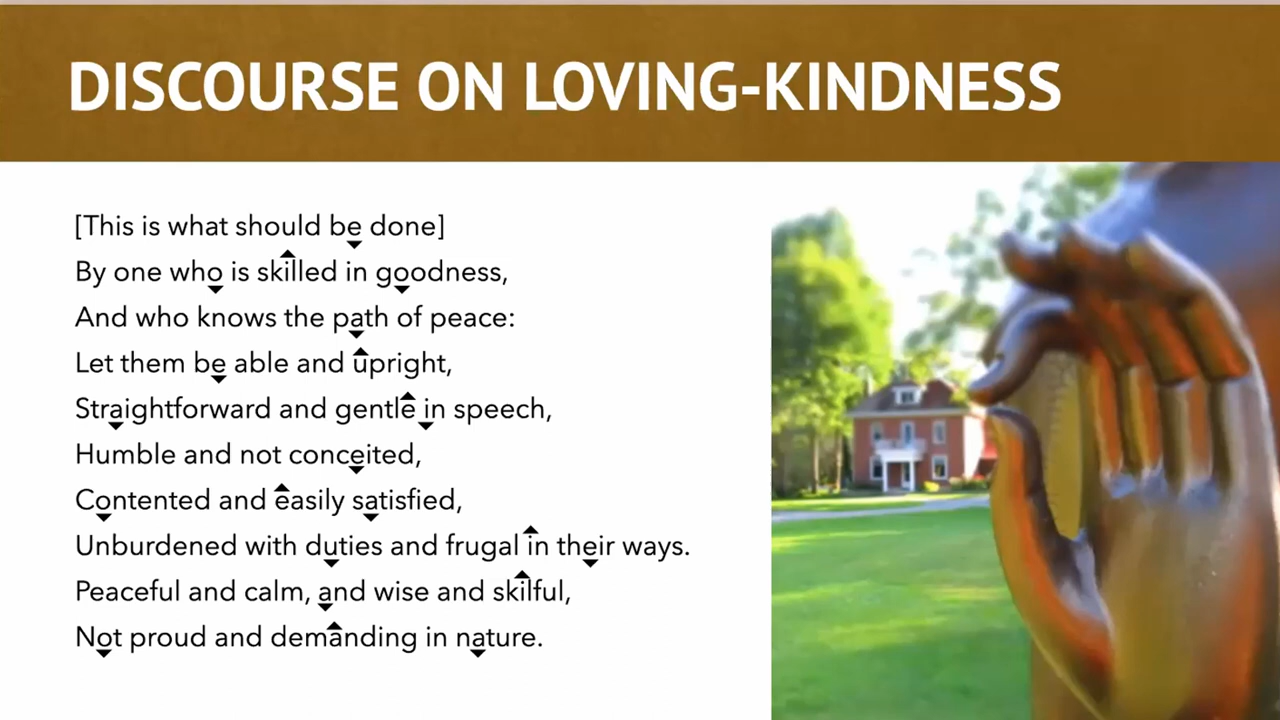 DISCOURSE ON LOVING-KINDNESS
[This is what should be done]
By one who is skilled in goodness,
And who knows the path of peace:
Let them be able and upright,
Straightforward and gentle in speech,
Humble and not conceited,
Contented and easily satisfied,
Unburdened with duties and frugal in their ways.
Peaceful and calm, and wise and skilful,
Not proud and demanding in nature.